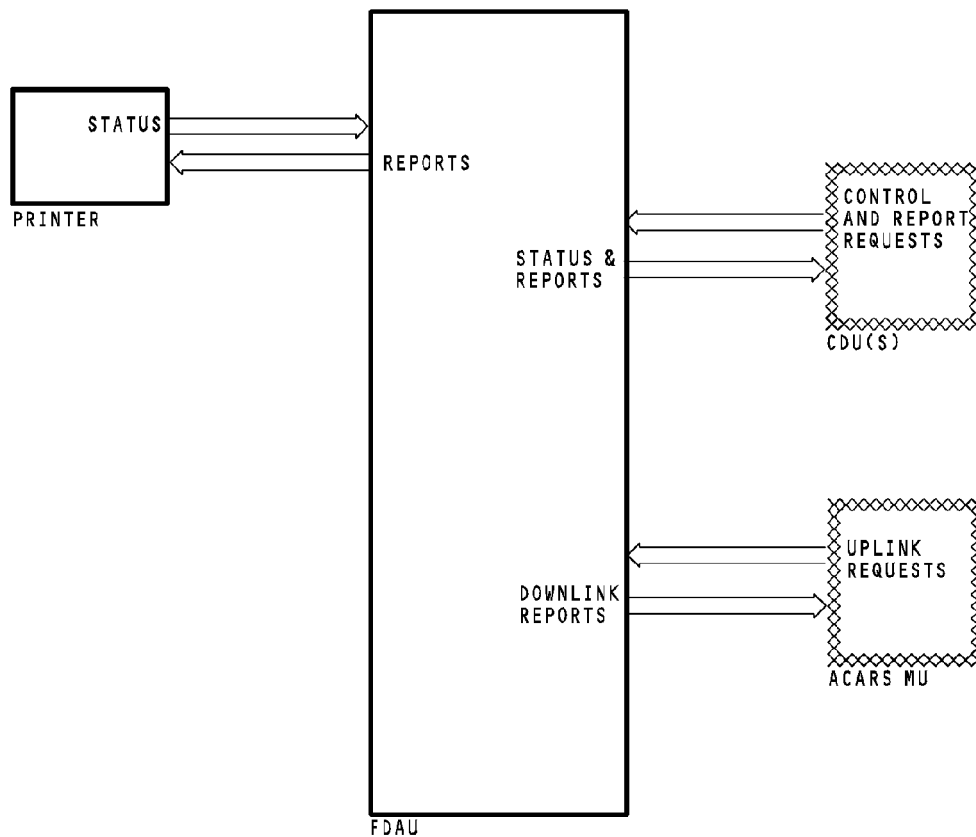 STATUS
REPORTS
PRINTER
CONTROL
AND REPORT
REQUESTS
STATUS &
REPORTS
CDU(S)
UPLINK
REQUESTS
DOWNLINK
REPORTS
ACARS MU
FDAU